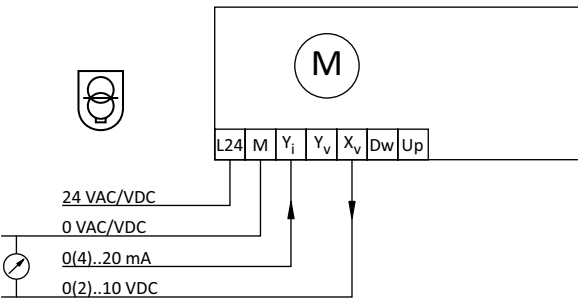 M
L24 M Yi Yv Xv Dw Up
24 VAC/VDC
0 VAC/VDC
0(4)..20 mA
0(2)..10 VDC